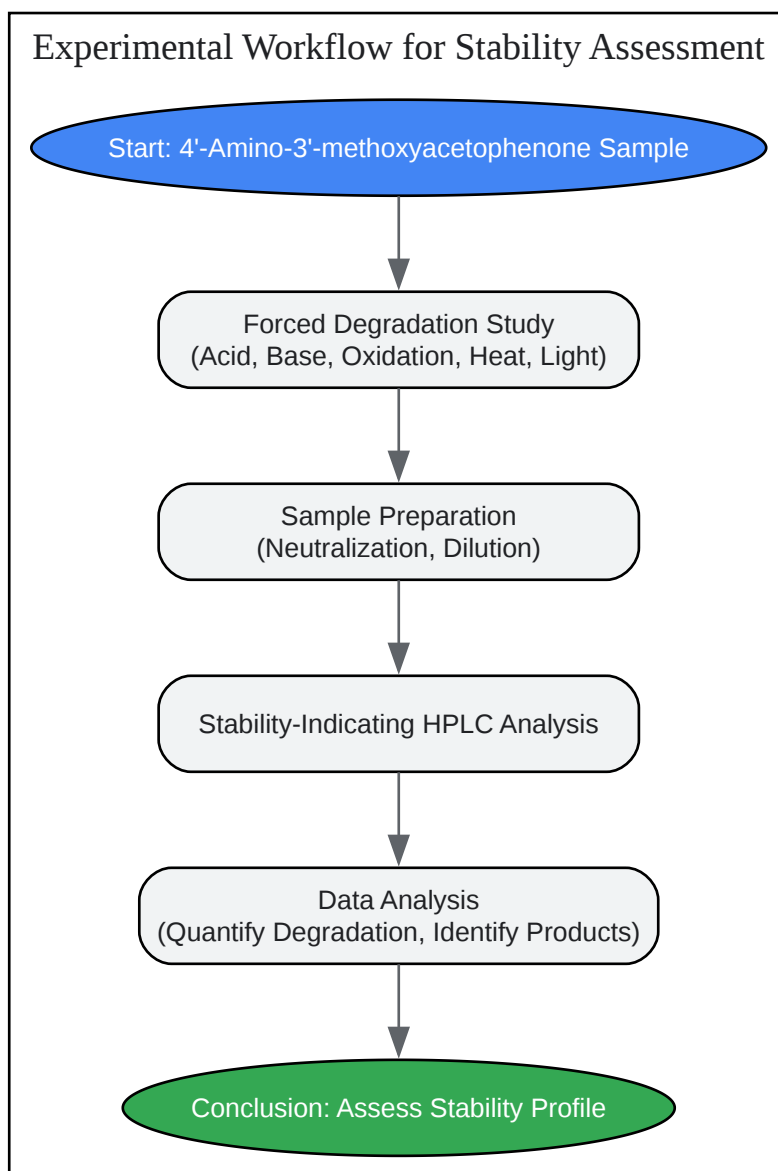 Experimental Workflow for Stability Assessment
Start: 4'-Amino-3'-methoxyacetophenone Sample
Forced Degradation Study
(Acid, Base, Oxidation, Heat, Light)
Sample Preparation
(Neutralization, Dilution)
Stability-Indicating HPLC Analysis
Data Analysis
(Quantify Degradation, Identify Products)
Conclusion: Assess Stability Profile